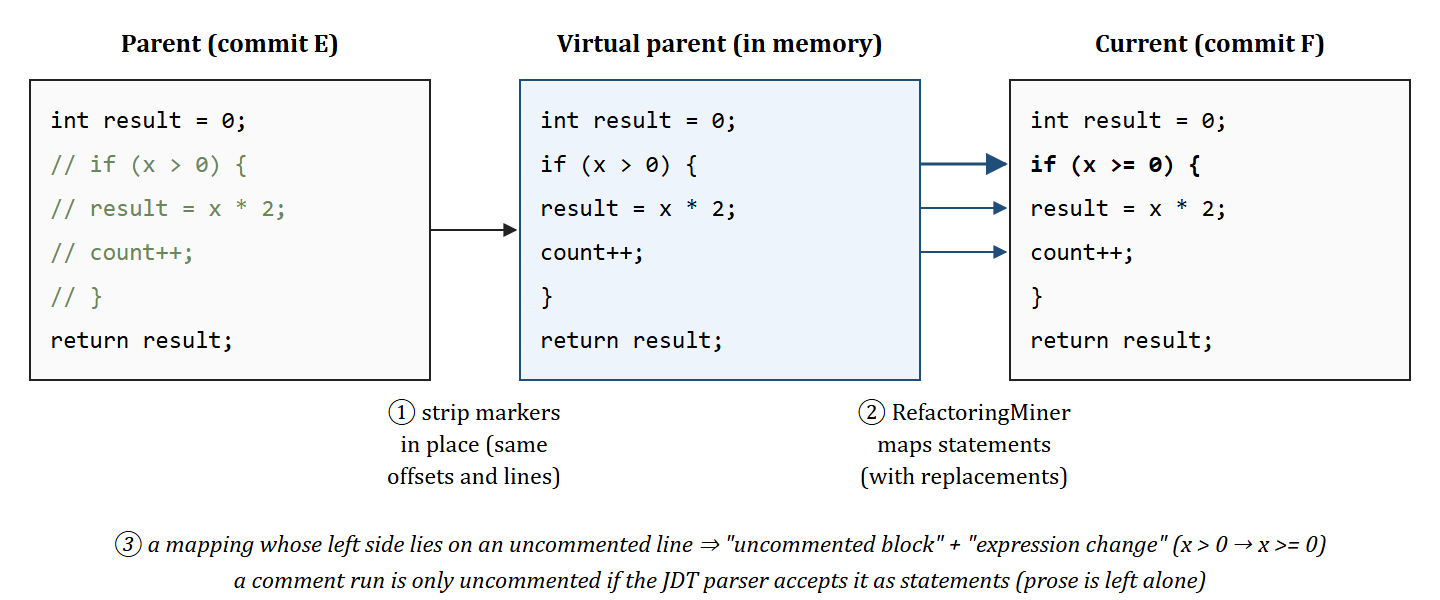 Parent (commit E)
int result = 0;
// if (x > 0) {
// result = x * 2;
// count++;
// }
return result;
Virtual parent (in memory)
int result = 0;
if (x > 0) {
result = x * 2;
count++;
}
return result;
Current (commit F)
int result = 0;
if (x >= 0) {
result = x * 2;
count++;
}
return result;
① strip markers
in place (same
offsets and lines)
② RefactoringMiner
maps statements
(with replacements)
③ a mapping whose left side lies on an uncommented line ⇒ "uncommented block" + "expression change" (x > 0 → x >= 0)
a comment run is only uncommented if the JDT parser accepts it as statements (prose is left alone)